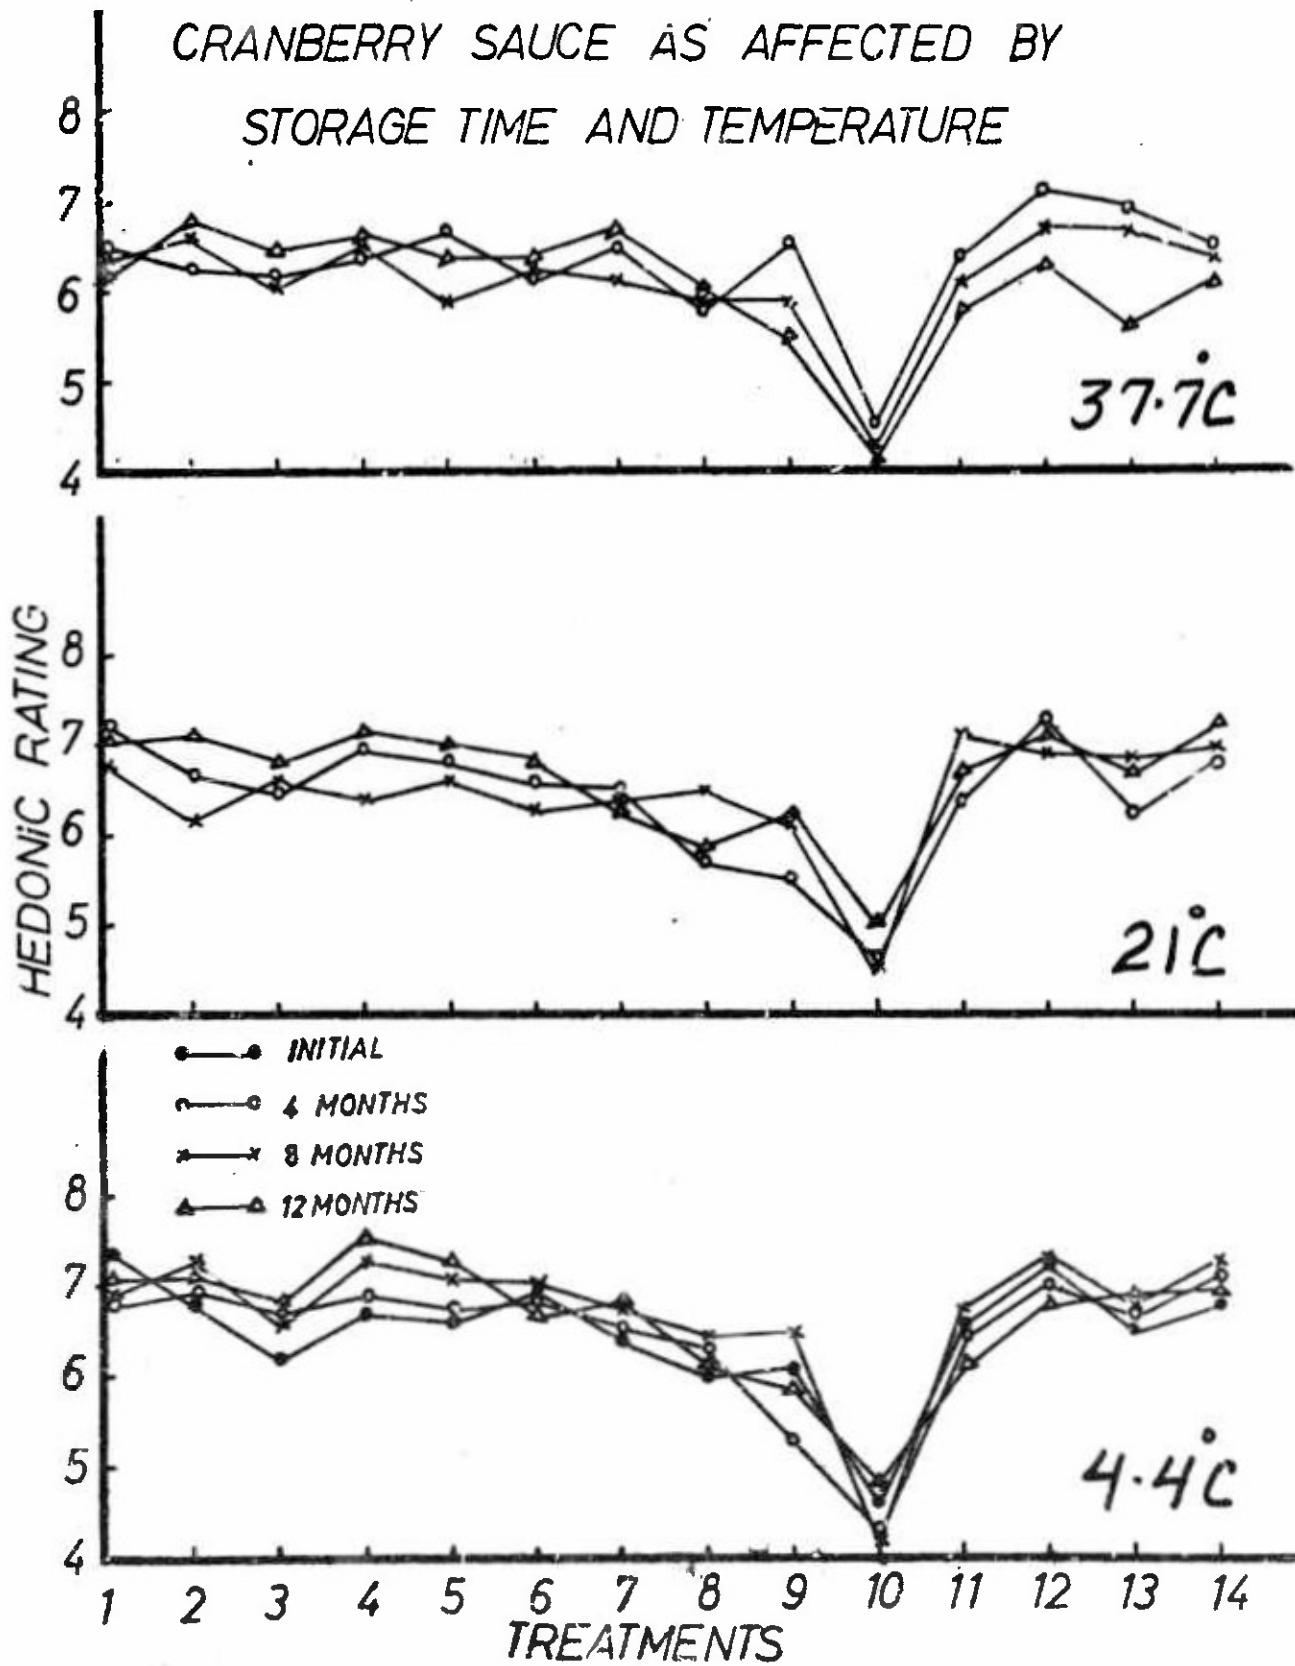 CRANBERRY SAUCE AS AFFECTED BY
STORAGE TIME AND TEMPERATURE
8
7
6
5
4
37.7°C
HEDONIC RATING
8
7
6
5
4
21°C
INITIAL
4 MONTHS
8 MONTHS
12 MONTHS
8
7
6
5
4
4.4°C
1 2 3 4 5 6 7 8 9 10 11 12 13 14
TREATMENTS